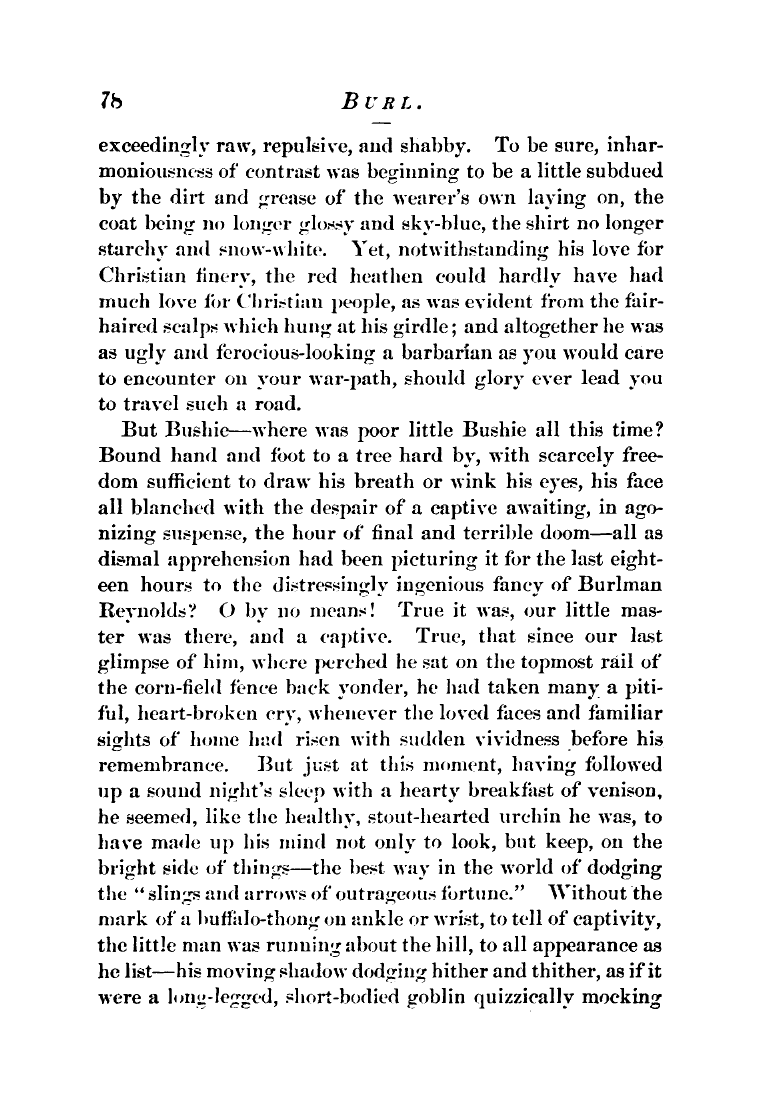 78 BURL.
exceedingly raw, repulsive, and shabby. To be sure, inhar-
moniousness of contrast was beginning to be a little subdued
by the dirt and grease of the wearer's own laying on, the
coat being no longer glossy and sky-blue, the shirt no longer
starchy and snow-white. Yet, notwithstanding his love for
Christian finery, the red heathen could hardly have had
much love for Christian people, as was evident from the fair-
haired scalps which hung at his girdle; and altogether he was
as ugly and ferocious-looking a barbarian as you would care
to encounter on your war-path, should glory ever lead you
to travel such a road.
But Bushie—where was poor little Bushie all this time?
Bound hand and foot to a tree hard by, with scarcely free-
dom sufficient to draw his breath or wink his eyes, his face
all blanched with the despair of a captive awaiting, in ago-
nizing suspense, the hour of final and terrible doom—all as
dismal apprehension had been picturing it for the last eight-
een hours to the distressingly ingenious fancy of Burlman
Reynolds? O by no means! True it was, our little mas-
ter was there, and a captive. True, that since our last
glimpse of him, where perched he sat on the topmost rail of
the corn-field fence back yonder, he had taken many a piti-
ful, heart-broken cry, whenever the loved faces and familiar
sights of home had risen with sudden vividness before his
remembrance. But just at this moment, having followed
up a sound night's sleep with a hearty breakfast of venison,
he seemed, like the healthy, stout-hearted urchin he was, to
have made up his mind not only to look, but keep, on the
bright side of things—the best way in the world of dodging
the "slings and arrows of outrageous fortune." Without the
mark of a buffalo-thong on ankle or wrist, to tell of captivity,
the little man was running about the hill, to all appearance as
he list—his moving shadow dodging hither and thither, as if it
were a long-legged, short-bodied goblin quizzically mocking